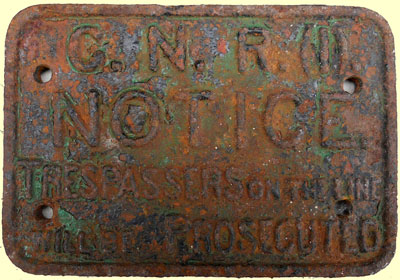 G. N. R. (I).
NOTICE
TRESPASSERS ON THE LINE
WILL BE PROSECUTED